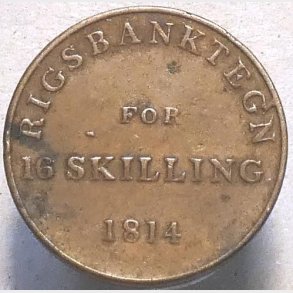 RIGSBANKTEGN
FOR
16 SKILLING.
1814